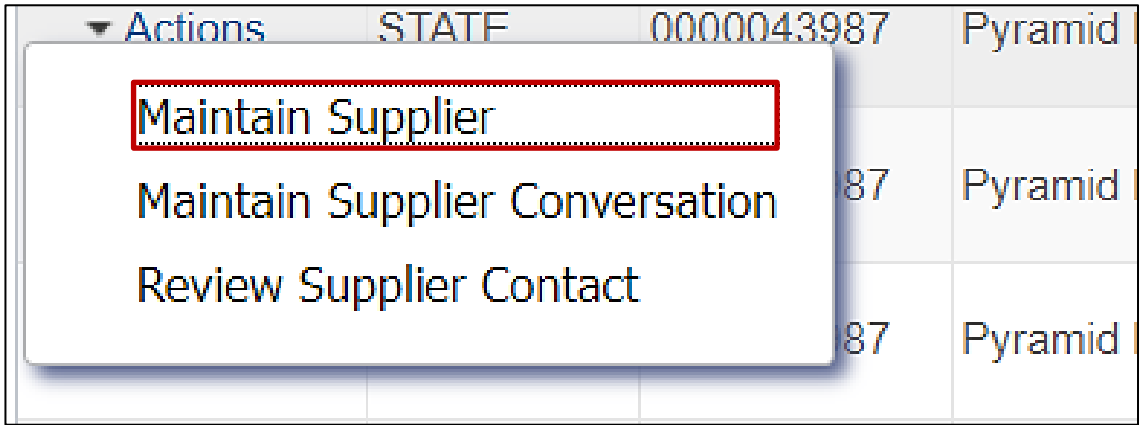 Actions STATE 0000043987 Pyramid
Maintain Supplier
Maintain Supplier Conversation
87 Pyramid
Review Supplier Contact
87 Pyramid